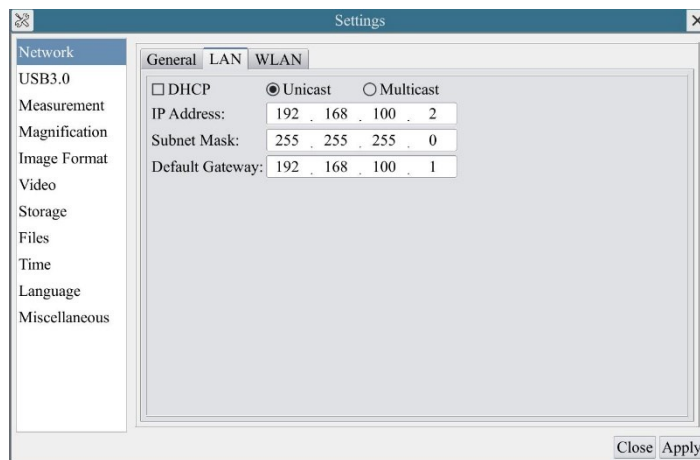 Settings
Network
USB3.0
Measurement
Magnification
Image Format
Video
Storage
Files
Time
Language
Miscellaneous
General LAN WLAN
DHCP Unicast Multicast
IP Address: 192 . 168 . 100 . 2
Subnet Mask: 255 . 255 . 255 . 0
Default Gateway: 192 . 168 . 100 . 1
Close Apply